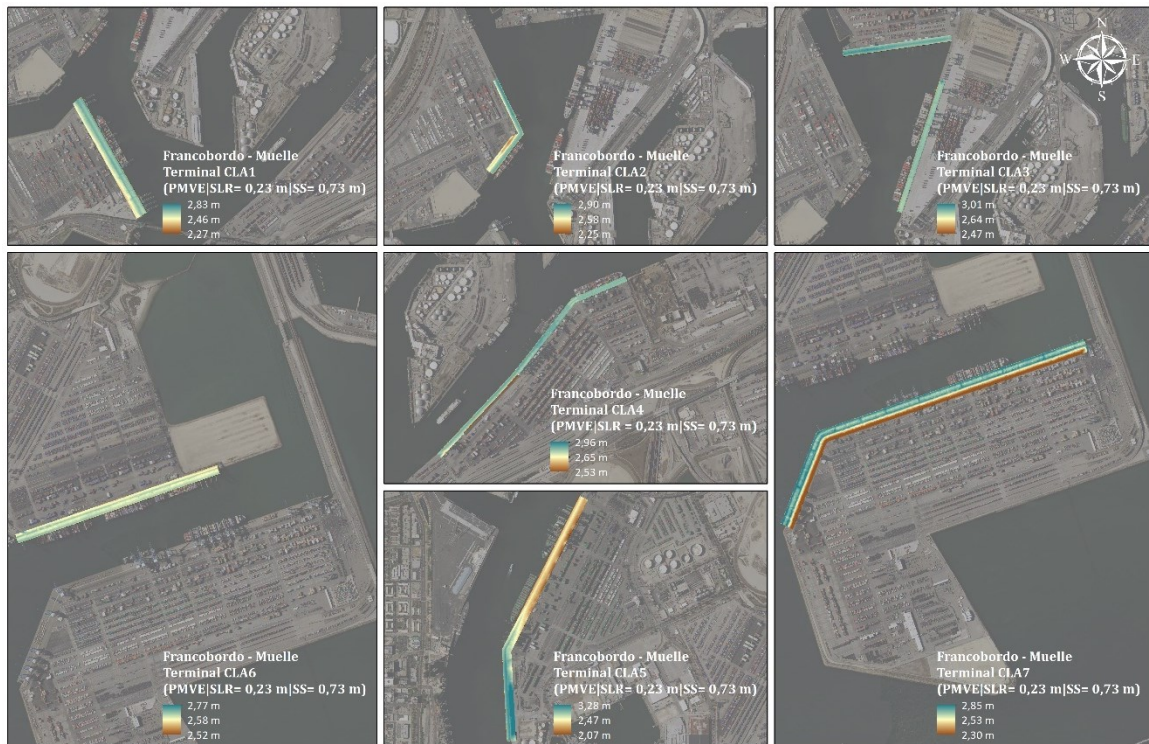 Francobordo - Muelle
Terminal CLA1
(PMVE|SLR= 0,23 m|SS= 0,73 m)
2,83 m
2,46 m
2,27 m
Francobordo - Muelle
Terminal CLA2
(PMVE|SLR= 0,23 m|SS= 0,73 m)
2,90 m
2,58 m
2,25 m
N
W
E
S
Francobordo - Muelle
Terminal CLA3
(PMVE|SLR= 0,23 m|SS= 0,73 m)
3,01 m
2,64 m
2,47 m
Francobordo - Muelle
Terminal CLA6
(PMVE|SLR= 0,23 m|SS= 0,73 m)
2,77 m
2,58 m
2,52 m
Francobordo - Muelle
Terminal CLA4
(PMVE|SLR = 0,23 m|SS= 0,73 m)
2,96 m
2,65 m
2,53 m
Francobordo - Muelle
Terminal CLA5
(PMVE|SLR= 0,23 m|SS= 0,73 m)
3,28 m
2,47 m
2,07 m
Francobordo - Muelle
Terminal CLA7
(PMVE|SLR= 0,23 m|SS= 0,73 m)
2,85 m
2,53 m
2,30 m